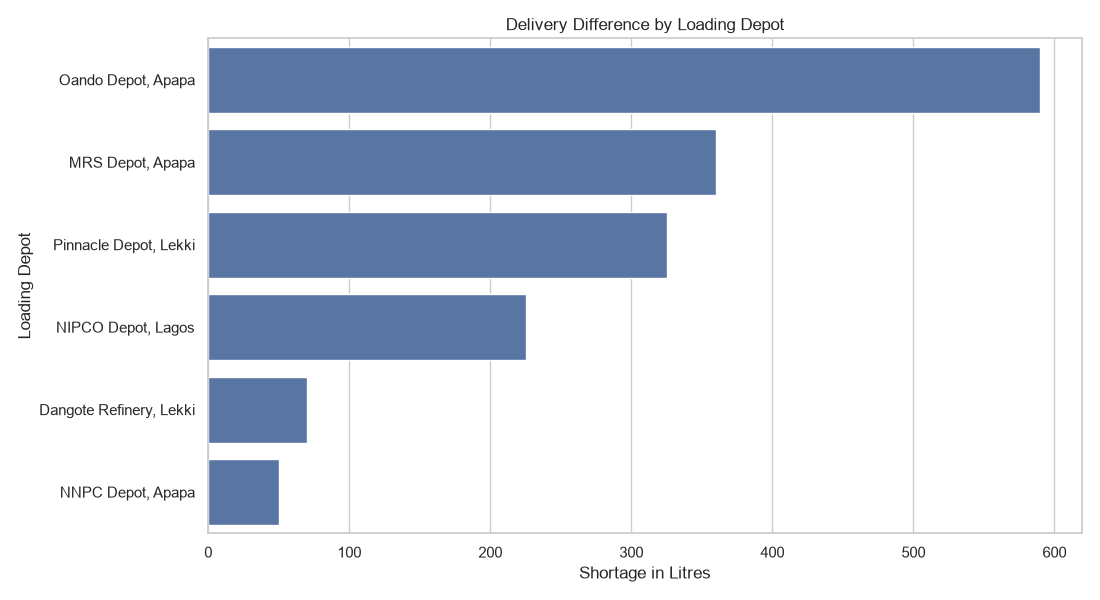 Delivery Difference by Loading Depot
Loading Depot
Oando Depot, Apapa
MRS Depot, Apapa
Pinnacle Depot, Lekki
NIPCO Depot, Lagos
Dangote Refinery, Lekki
NNPC Depot, Apapa
0 100 200 300 400 500 600
Shortage in Litres